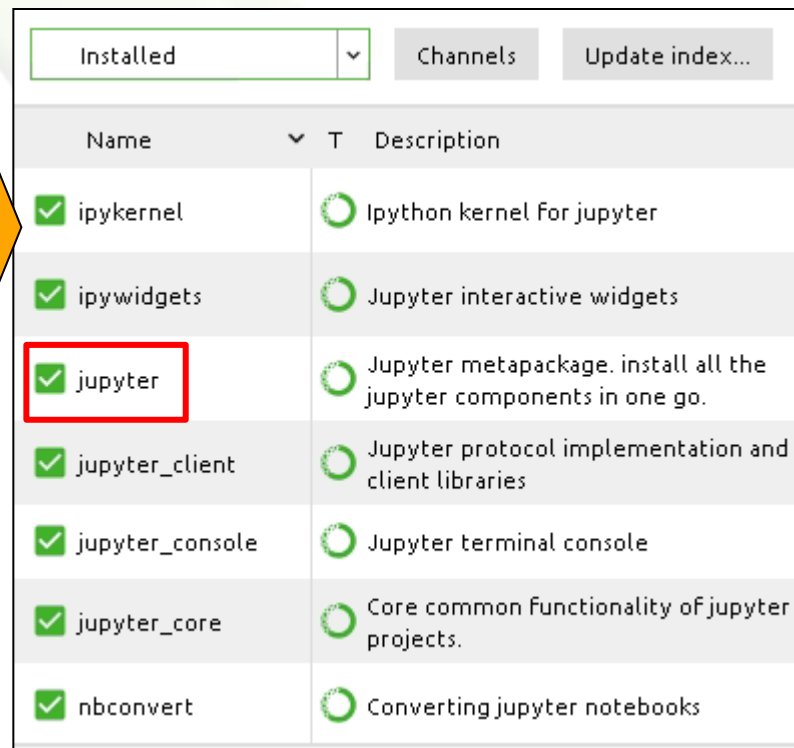 Installed Channels Update index...
Name T Description
ipykernel Ipython kernel for jupyter
ipywidgets Jupyter interactive widgets
jupyter Jupyter metapackage. install all the
jupyter components in one go.
jupyter_client Jupyter protocol implementation and
client libraries
jupyter_console Jupyter terminal console
jupyter_core Core common functionality of jupyter
projects.
nbconvert Converting jupyter notebooks